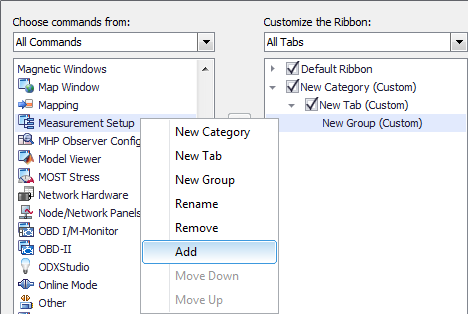 Choose commands from:
All Commands
Magnetic Windows
Map Window
Mapping
Measurement Setup
MHP Observer Config
Model Viewer
MOST Stress
Network Hardware
Node/Network Panels
OBD I/M-Monitor
OBD-II
ODXStudio
Online Mode
Other
New Category
New Tab
New Group
Rename
Remove
Add
Move Down
Move Up
Customize the Ribbon:
All Tabs
Default Ribbon
New Category (Custom)
New Tab (Custom)
New Group (Custom)